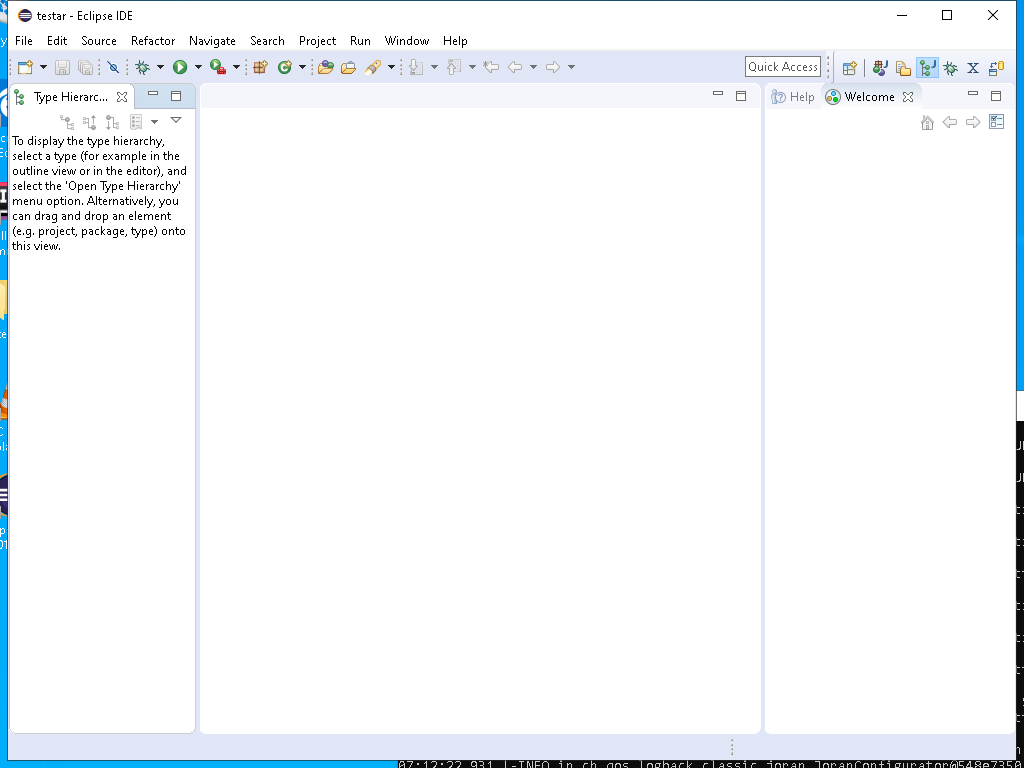 testar - Eclipse IDE
File Edit Source Refactor Navigate Search Project Run Window Help
Quick Access
Type Hierarc...
Help
Welcome
To display the type hierarchy,
select a type (for example in the
outline view or in the editor), and
select the 'Open Type Hierarchy'
menu option. Alternatively, you
can drag and drop an element
(e.g. project, package, type) onto
this view.
07:12:22,931 |-INFO in ch.qos.logback.classic.joran.JoranConfigurator@548e7350